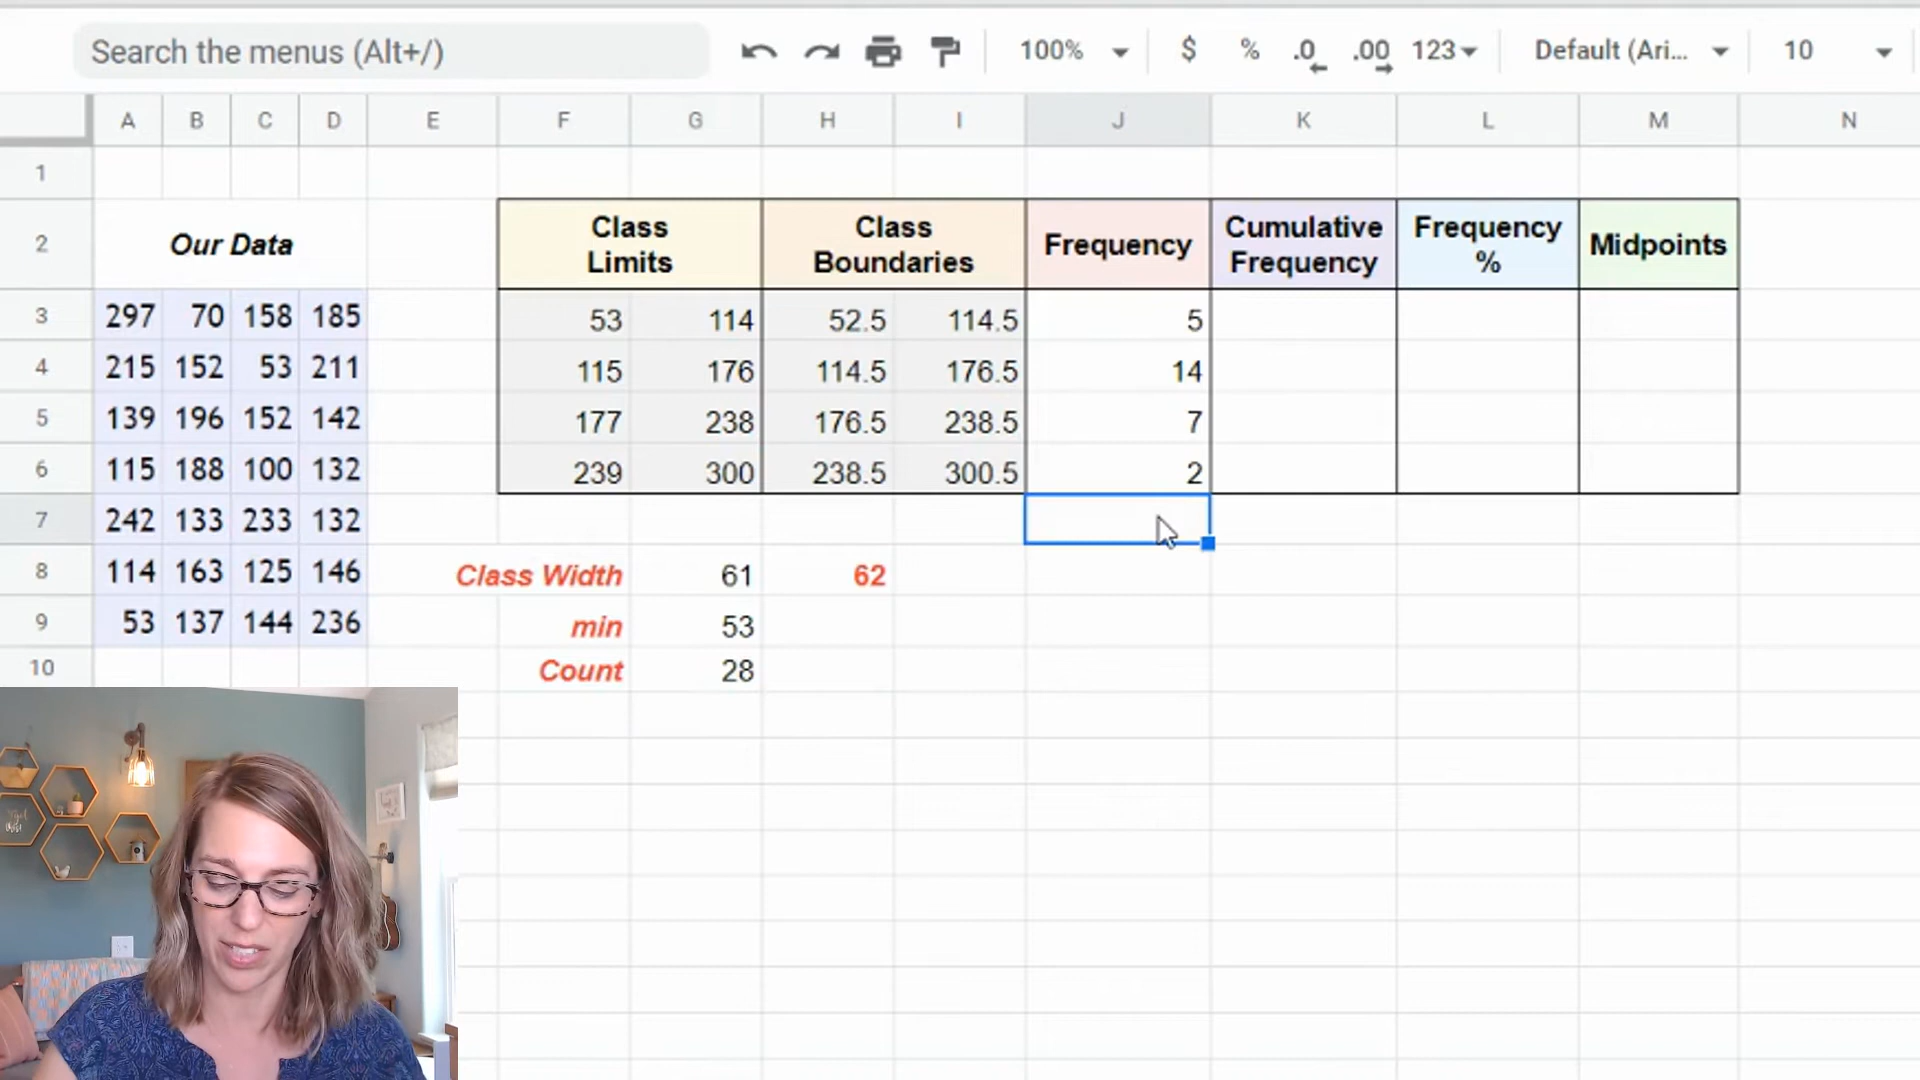 Search the menus (Alt+/)
100%
$
%
.0
.00
123
Default (Ari...
10
A B C D E F G H I J K L M N
1
2 Our Data Class Limits Class Boundaries Frequency Cumulative Frequency Frequency % Midpoints
3 297 70 158 185 53 114 52.5 114.5 5
4 215 152 53 211 115 176 114.5 176.5 14
5 139 196 152 142 177 238 176.5 238.5 7
6 115 188 100 132 239 300 238.5 300.5 2
7 242 133 233 132
8 114 163 125 146 Class Width 61 62
9 53 137 144 236 min 53
10 Count 28